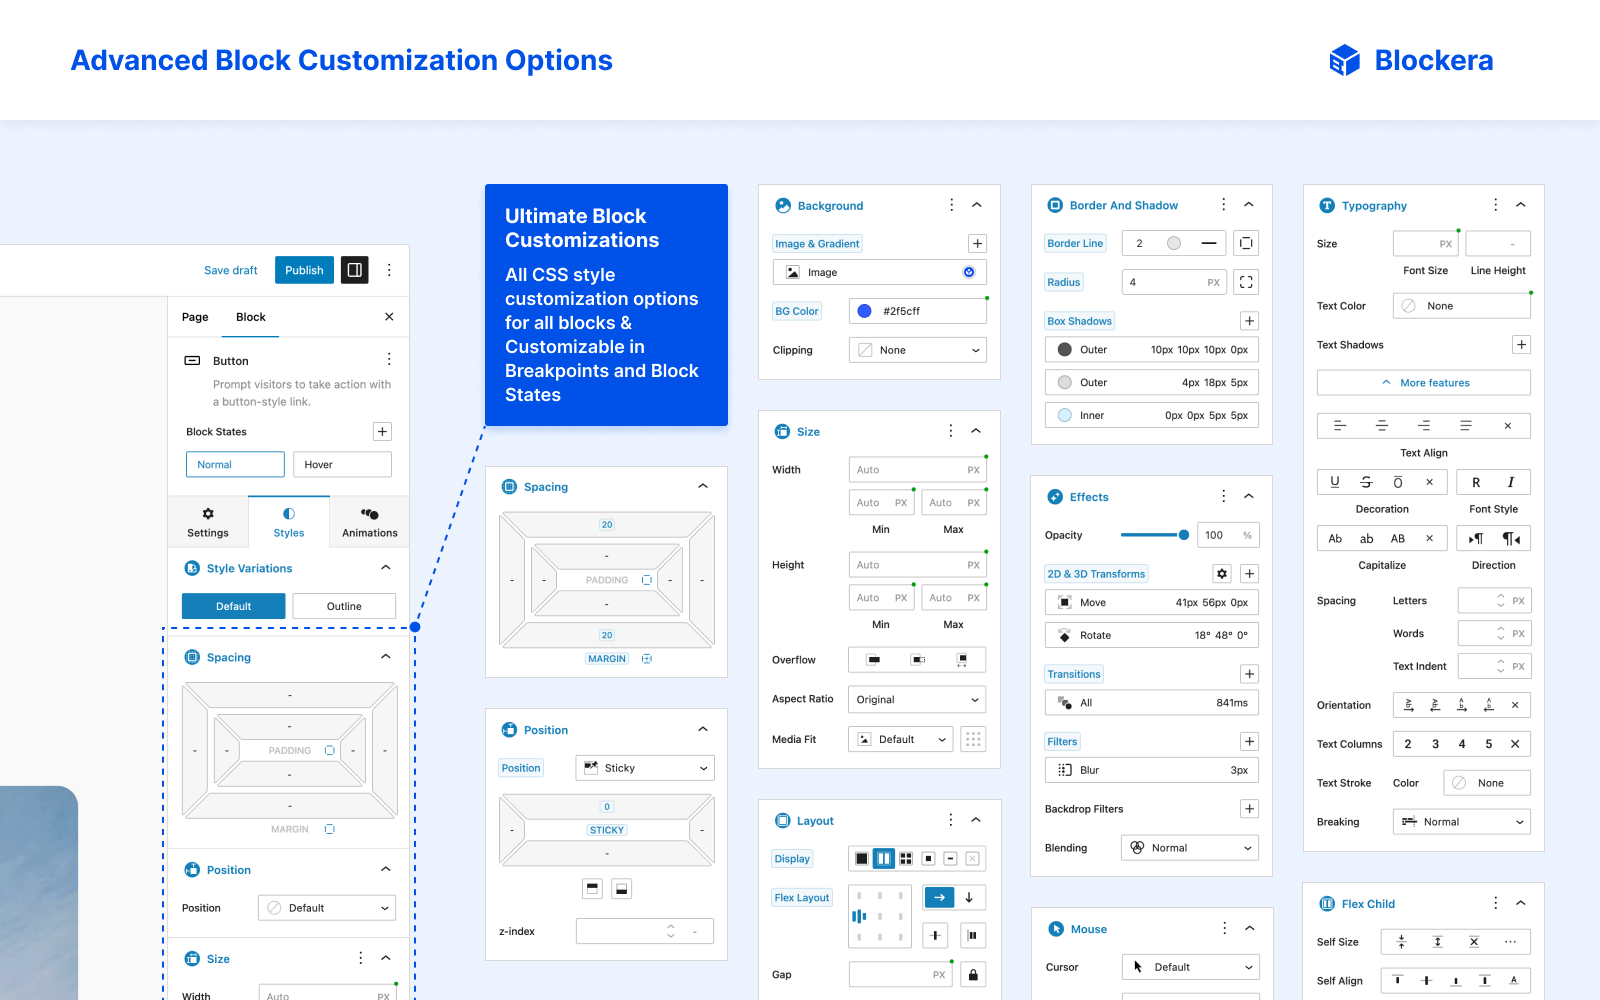 Advanced Block Customization Options
Blockera
Save draft
Publish
Page
Block
Button
Prompt visitors to take action with
a button-style link.
Block States
Normal
Hover
Settings
Styles
Animations
Style Variations
Default
Outline
Spacing
-
-
- - PADDING - -
-
-
MARGIN
Position
Position
Default
Size
Width
Auto PX
Ultimate Block
Customizations
All CSS style
customization options
for all blocks &
Customizable in
Breakpoints and Block
States
Spacing
20
-
- - PADDING - -
-
20
MARGIN
Position
Position
Sticky
0
- STICKY -
-
z-index
-
Background
Image & Gradient
Image
BG Color
#2f5cff
Clipping
None
Size
Width
Auto PX
Auto PX Auto PX
Min Max
Height
Auto PX
Auto PX Auto PX
Min Max
Overflow
Aspect Ratio
Original
Media Fit
Default
Layout
Display
Flex Layout
Gap
PX
Border And Shadow
Border Line
2
Radius
4 PX
Box Shadows
Outer 10px 10px 10px 0px
Outer 4px 18px 5px
Inner 0px 0px 5px 5px
Effects
Opacity
100 %
2D & 3D Transforms
Move 41px 56px 0px
Rotate 18° 48° 0°
Transitions
All 841ms
Filters
Blur 3px
Backdrop Filters
Blending
Normal
Mouse
Cursor
Default
Typography
Size
PX -
Font Size Line Height
Text Color
None
Text Shadows
More features
Text Align
U S O × R I
Decoration Font Style
Ab ab AB × ¶ ¶
Capitalize Direction
Spacing
Letters PX
Words PX
Text Indent PX
Orientation
Text Columns
2 3 4 5
Text Stroke
Color
None
Breaking
Normal
Flex Child
Self Size
Self Align